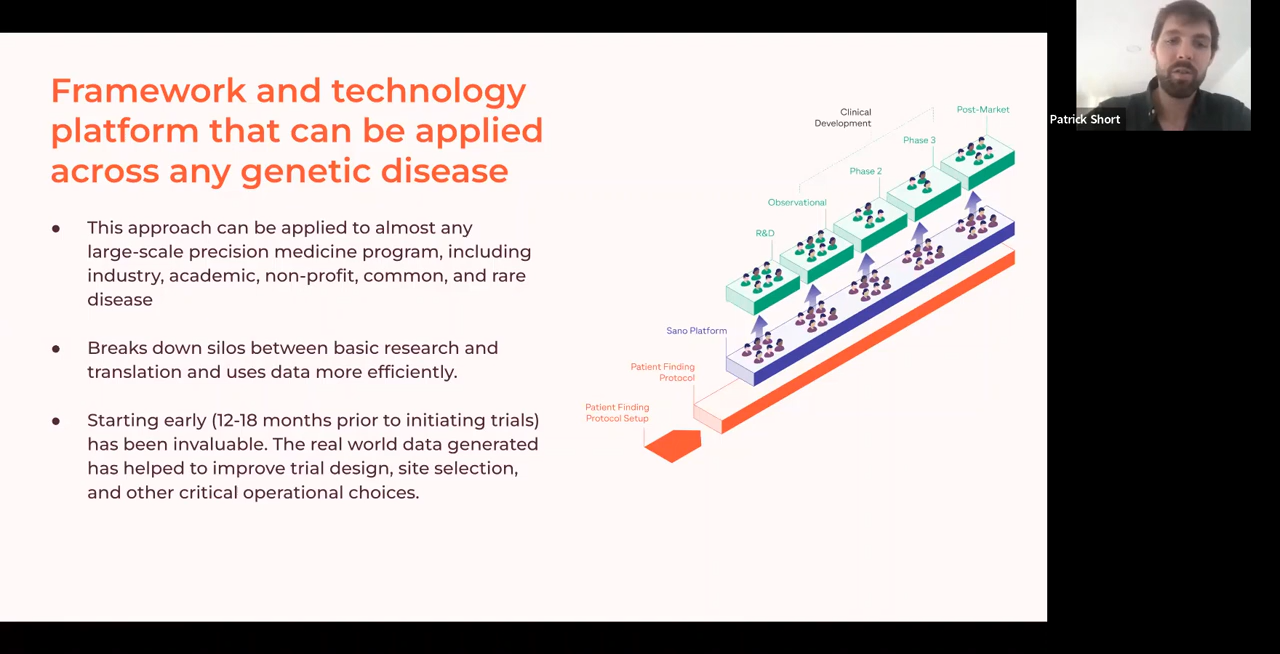 Framework and technology
platform that can be applied
across any genetic disease
● This approach can be applied to almost any
large-scale precision medicine program, including
industry, academic, non-profit, common, and rare
disease
● Breaks down silos between basic research and
translation and uses data more efficiently.
● Starting early (12-18 months prior to initiating trials)
has been invaluable. The real world data generated
has helped to improve trial design, site selection,
and other critical operational choices.
Clinical
Development
Post-Market
Phase 3
Phase 2
Observational
R&D
Sano Platform
Patient Finding
Protocol
Patient Finding
Protocol Setup
Patrick Short